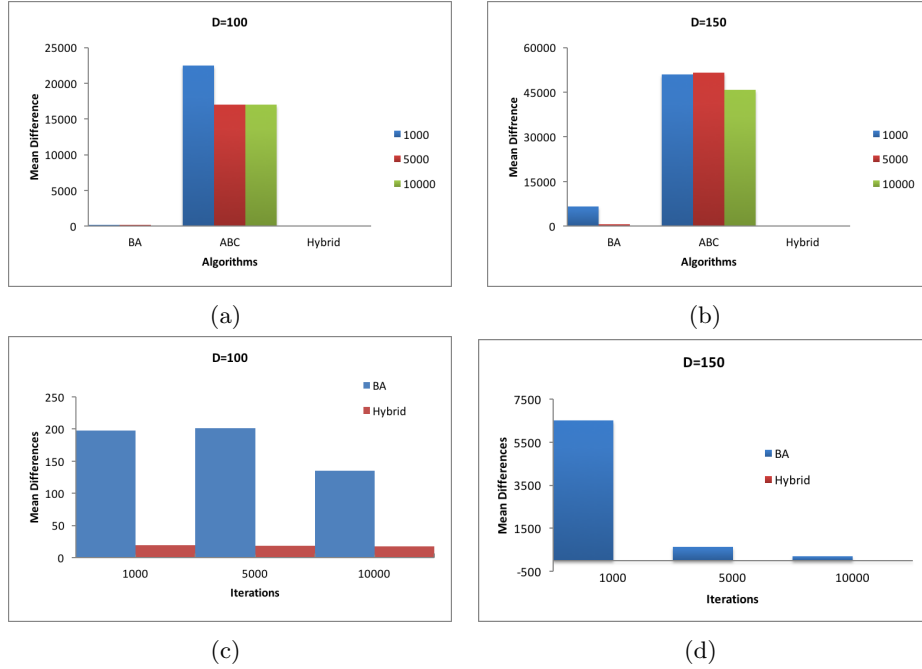 D=100
25000
20000
15000
10000
5000
0
Mean Difference
BA
ABC
Hybrid
Algorithms
1000
5000
10000
(a)
D=150
60000
45000
30000
15000
0
Mean Diffrence
BA
ABC
Hybrid
Algorithms
1000
5000
10000
(b)
D=100
250
200
150
100
50
0
Mean Differences
BA
Hybrid
1000
5000
10000
Iterations
(c)
D=150
7500
5500
3500
1500
-500
Mean Differences
BA
Hybrid
1000
5000
10000
Iterations
(d)